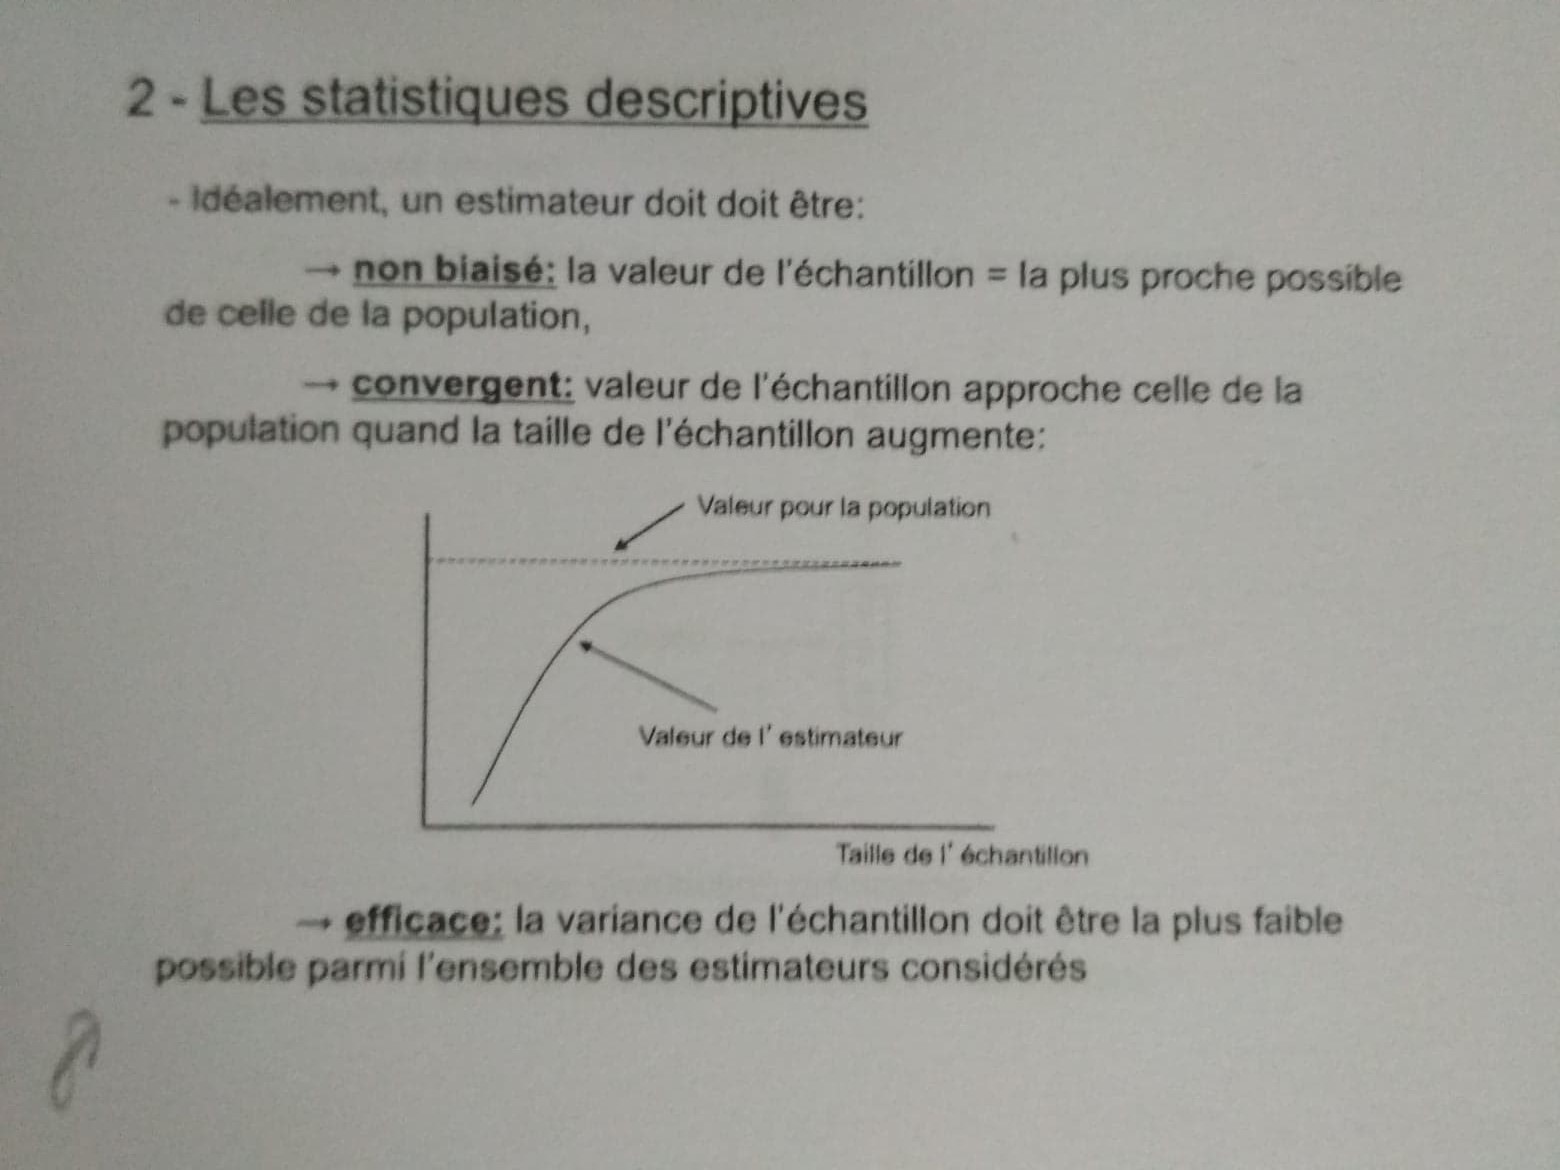 2 - Les statistiques descriptives
- Idéalement, un estimateur doit doit être:
→ non biaisé: la valeur de l'échantillon = la plus proche possible
de celle de la population,
→ convergent: valeur de l'échantillon approche celle de la
population quand la taille de l'échantillon augmente:
Valeur pour la population
Valeur de l' estimateur
Taille de l' échantillon
→ efficace: la variance de l'échantillon doit être la plus faible
possible parmi l'ensemble des estimateurs considérés